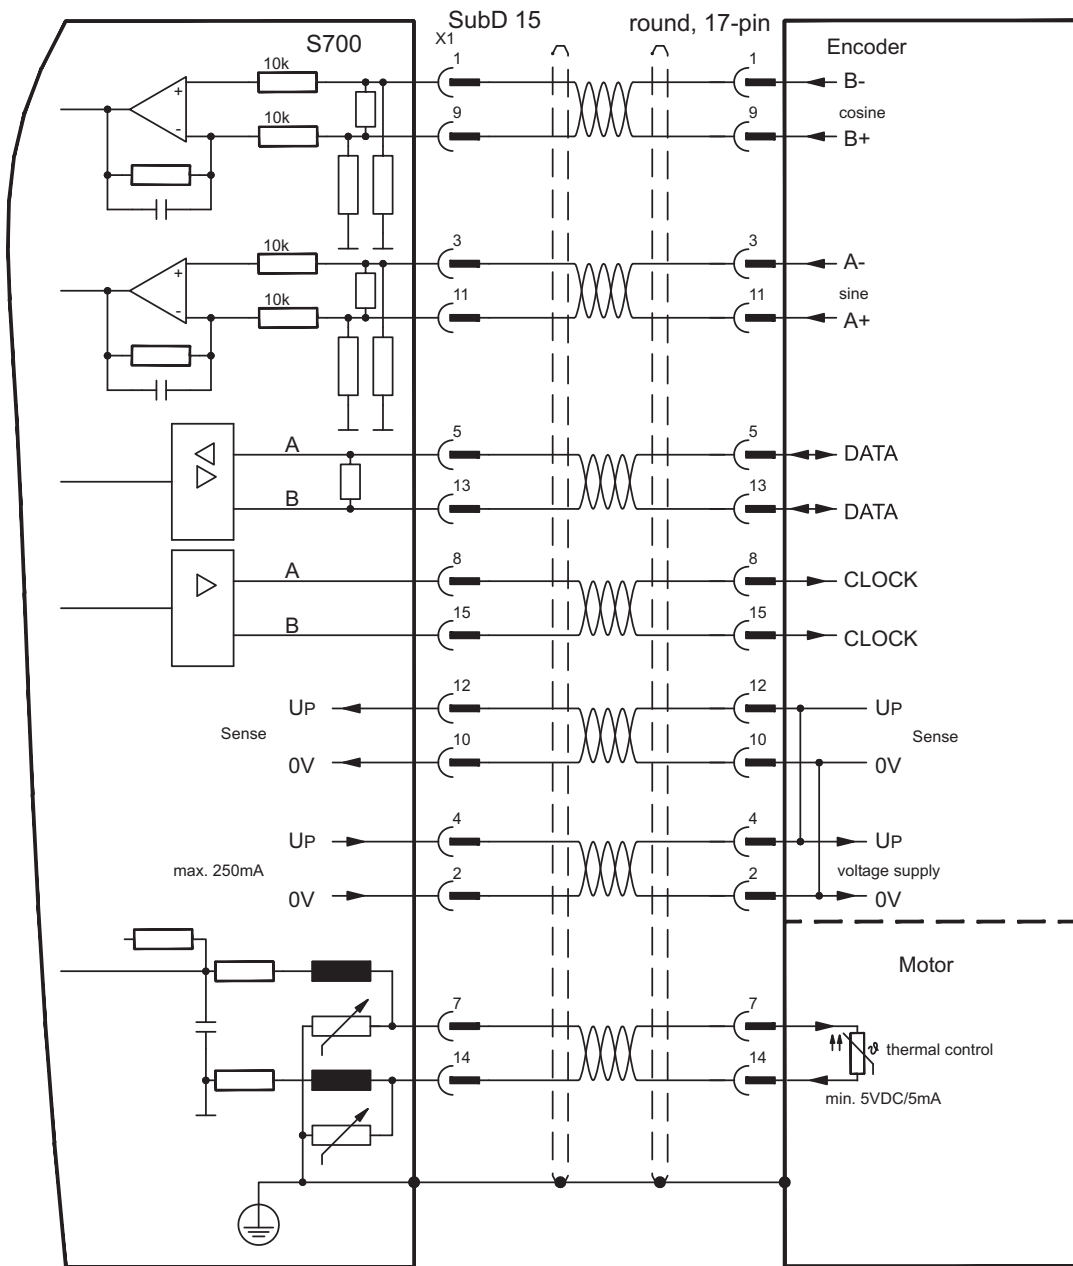 SubD 15
round, 17-pin
S700
X1
Encoder
10k
1
1
B-
cosine
10k
9
9
B+
10k
3
3
A-
sine
10k
11
11
A+
+
-
+
-
A
5
5
DATA
B
13
13
DATA
A
8
8
CLOCK
B
15
15
CLOCK
UP
12
12
UP
Sense
Sense
0V
10
10
0V
UP
4
4
UP
max. 250mA
voltage supply
0V
2
2
0V
Motor
7
7
ϑ thermal control
14
14
min. 5VDC/5mA